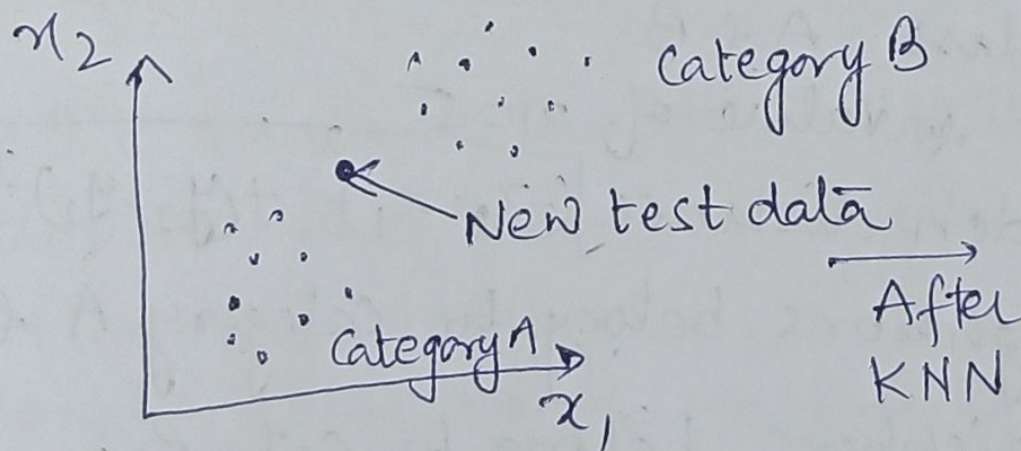 x2
Category B
New test data
After
KNN
Category A
x1